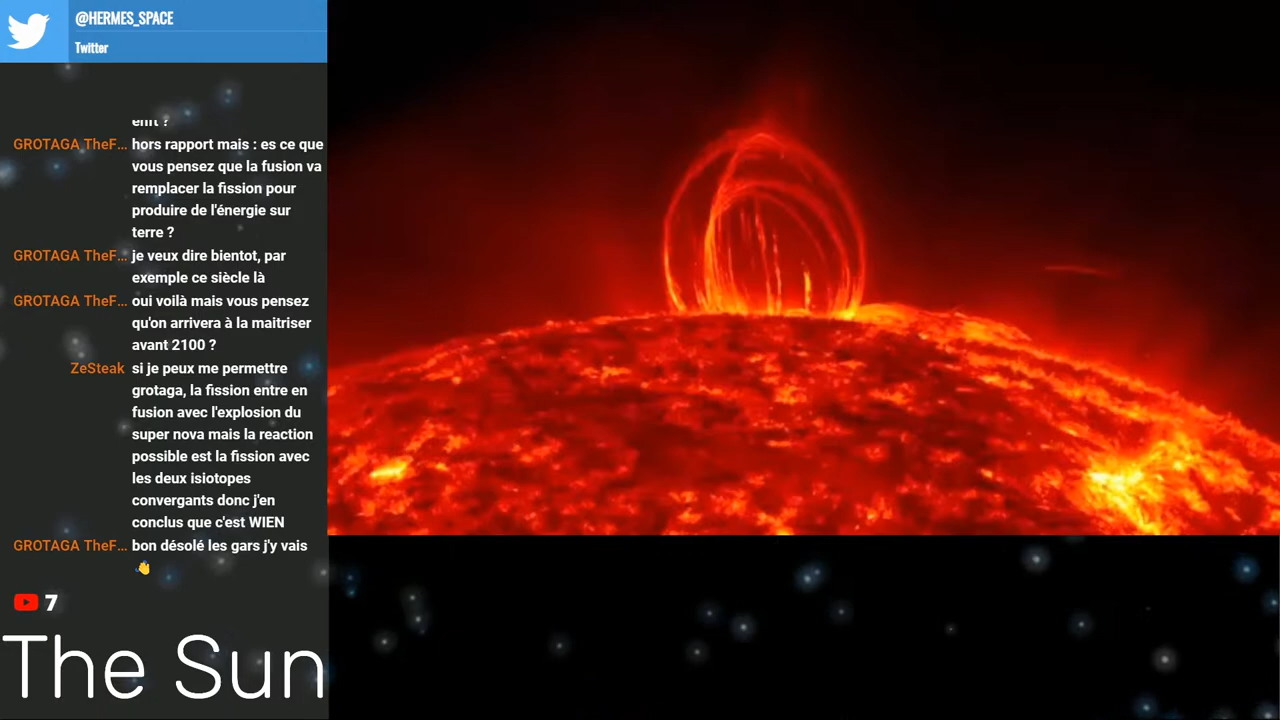 @HERMES_SPACE
Twitter
GROTAGA TheF... hors rapport mais : es ce que
vous pensez que la fusion va
remplacer la fission pour
produire de l'énergie sur
terre ?
GROTAGA TheF... je veux dire bientot, par
exemple ce siècle là
GROTAGA TheF... oui voilà mais vous pensez
qu'on arrivera à la maitriser
avant 2100 ?
ZeSteak si je peux me permettre
grotaga, la fission entre en
fusion avec l'explosion du
super nova mais la reaction
possible est la fission avec
les deux isiotopes
convergants donc j'en
conclus que c'est WIEN
GROTAGA TheF... bon désolé les gars j'y vais
7
The Sun